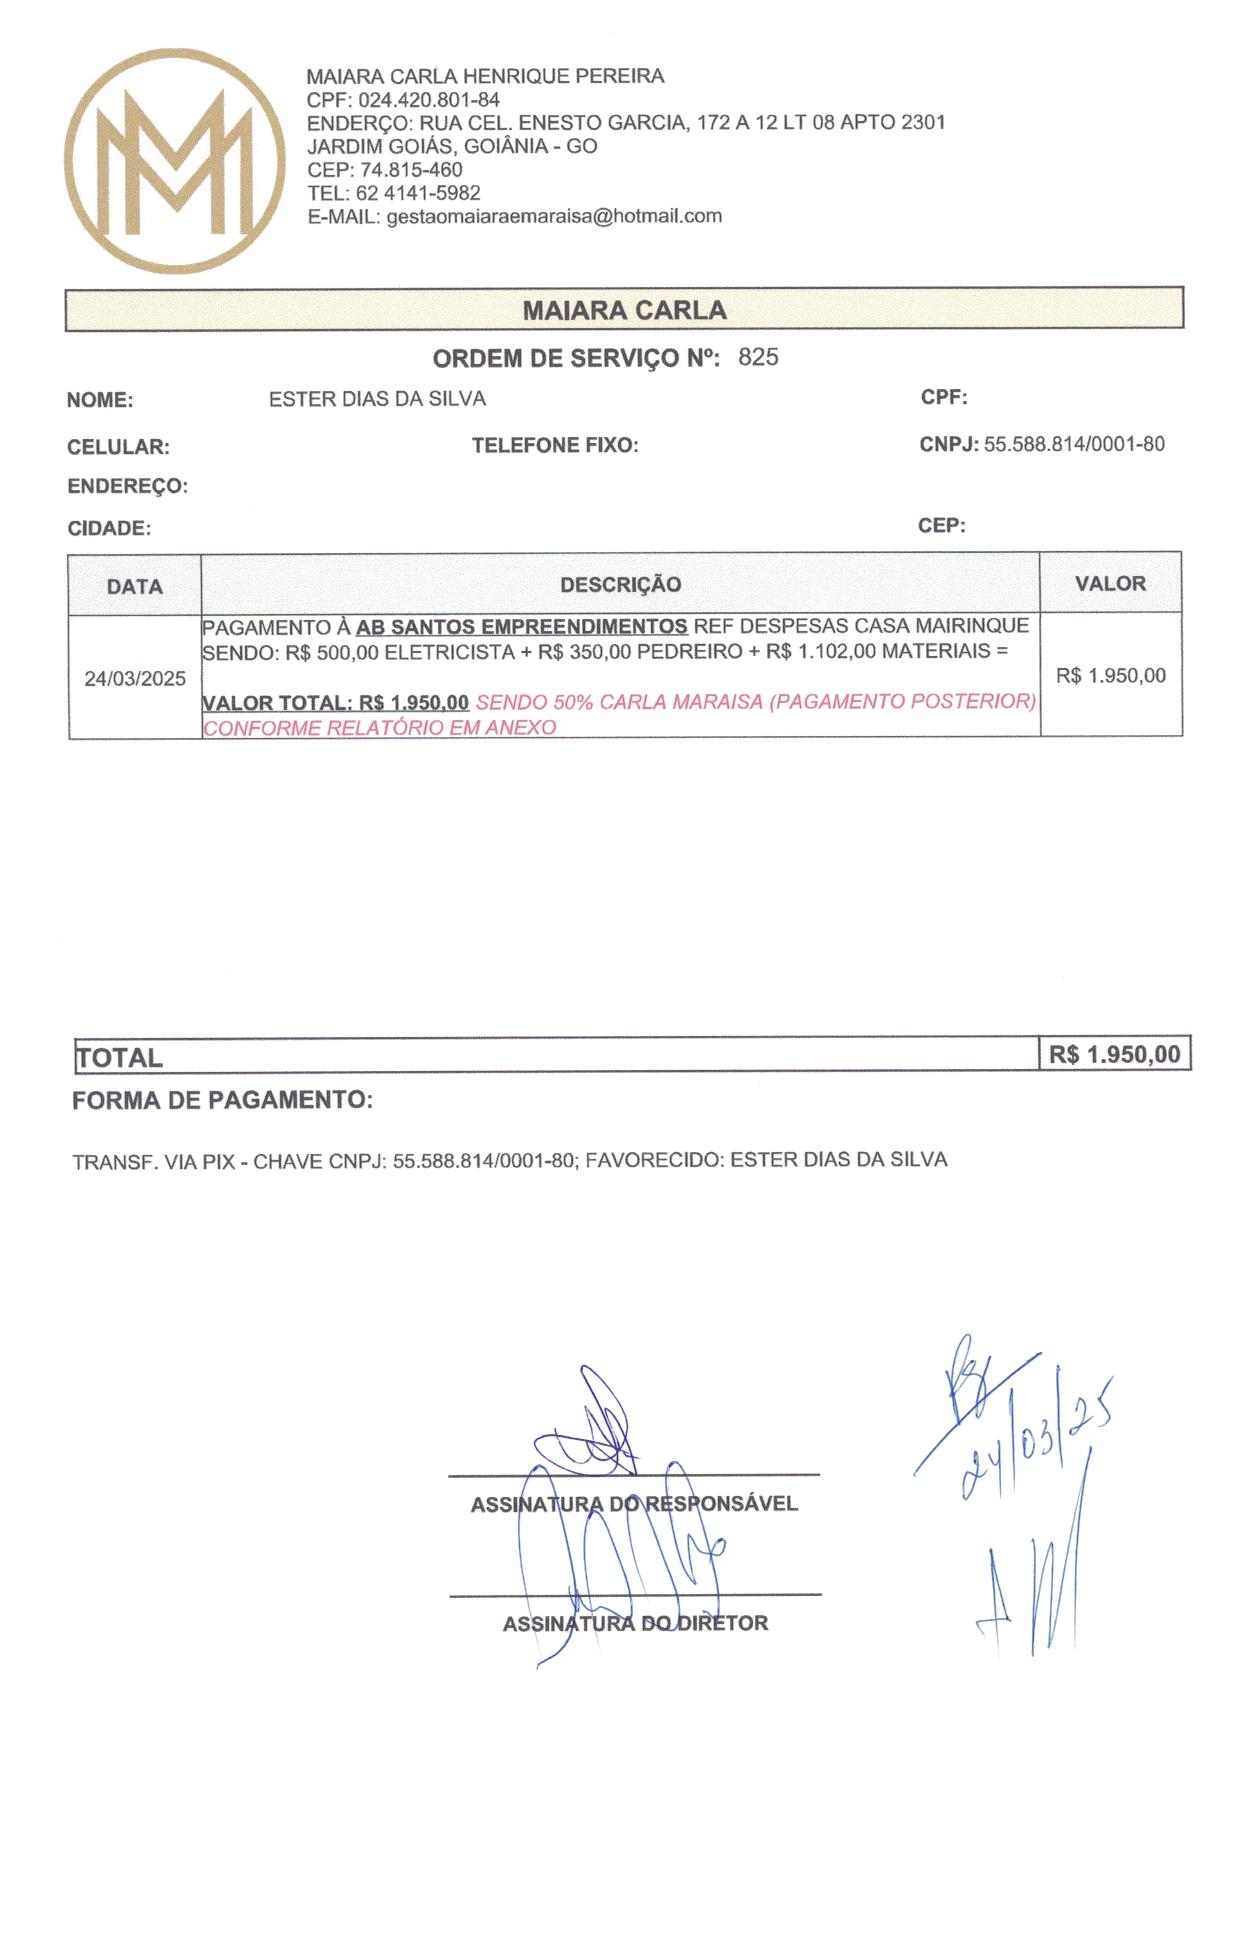 MAIARA CARLA HENRIQUE PEREIRA
CPF: 024.420.801-84
ENDERÇO: RUA CEL. ENESTO GARCIA, 172 A 12 LT 08 APTO 2301
JARDIM GOIÁS, GOIÂNIA - GO
CEP: 74.815-460
TEL: 62 4141-5982
E-MAIL: gestaomaiaraemaraisa@hotmail.com
MAIARA CARLA
ORDEM DE SERVIÇO Nº: 825
NOME: ESTER DIAS DA SILVA CPF:
CELULAR: TELEFONE FIXO: CNPJ: 55.588.814/0001-80
ENDEREÇO:
CIDADE: CEP:
DATA DESCRIÇÃO VALOR
PAGAMENTO À AB SANTOS EMPREENDIMENTOS REF DESPESAS CASA MAIRINQUE
SENDO: R$ 500,00 ELETRICISTA + R$ 350,00 PEDREIRO + R$ 1.102,00 MATERIAIS =
24/03/2025 R$ 1.950,00
VALOR TOTAL: R$ 1.950,00 SENDO 50% CARLA MARAISA (PAGAMENTO POSTERIOR)
CONFORME RELATÓRIO EM ANEXO
TOTAL R$ 1.950,00
FORMA DE PAGAMENTO:
TRANSF. VIA PIX - CHAVE CNPJ: 55.588.814/0001-80; FAVORECIDO: ESTER DIAS DA SILVA
24/03/25
ASSINATURA DO RESPONSÁVEL
ASSINATURA DO DIRETOR